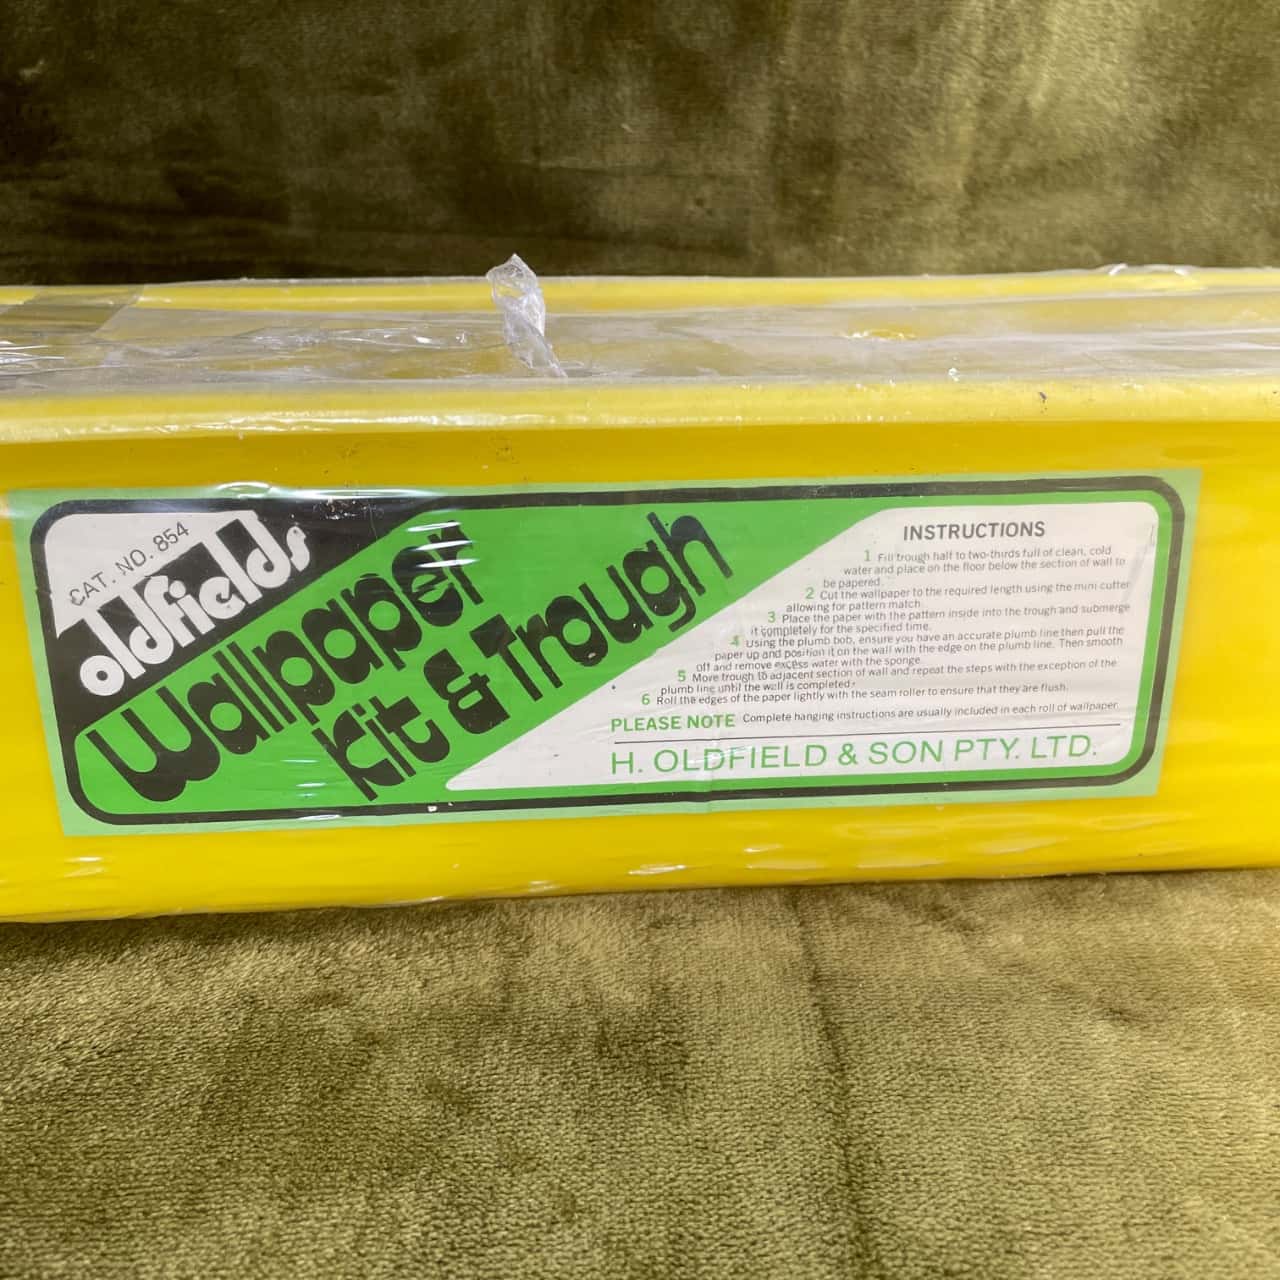 CAT. NO. 854
oldfields
Wallpaper
Kit & Trough
INSTRUCTIONS
1 Fill trough half to two-thirds full of clean, cold
water and place on the floor below the section of wall to
be papered.
2 Cut the wallpaper to the required length using the mini cutter
allowing for pattern match
3 Place the paper with the pattern inside into the trough and submerge
it completely for the specified time.
4 Using the plumb bob, ensure you have an accurate plumb line then pull the
paper up and position it on the wall with the edge on the plumb line. Then smooth
off and remove excess water with the sponge.
5 Move trough to adjacent section of wall and repeat the steps with the exception of the
plumb line until the wall is completed.
6 Roll the edges of the paper lightly with the seam roller to ensure that they are flush.
PLEASE NOTE Complete hanging instructions are usually included in each roll of wallpaper.
H. OLDFIELD & SON PTY. LTD.